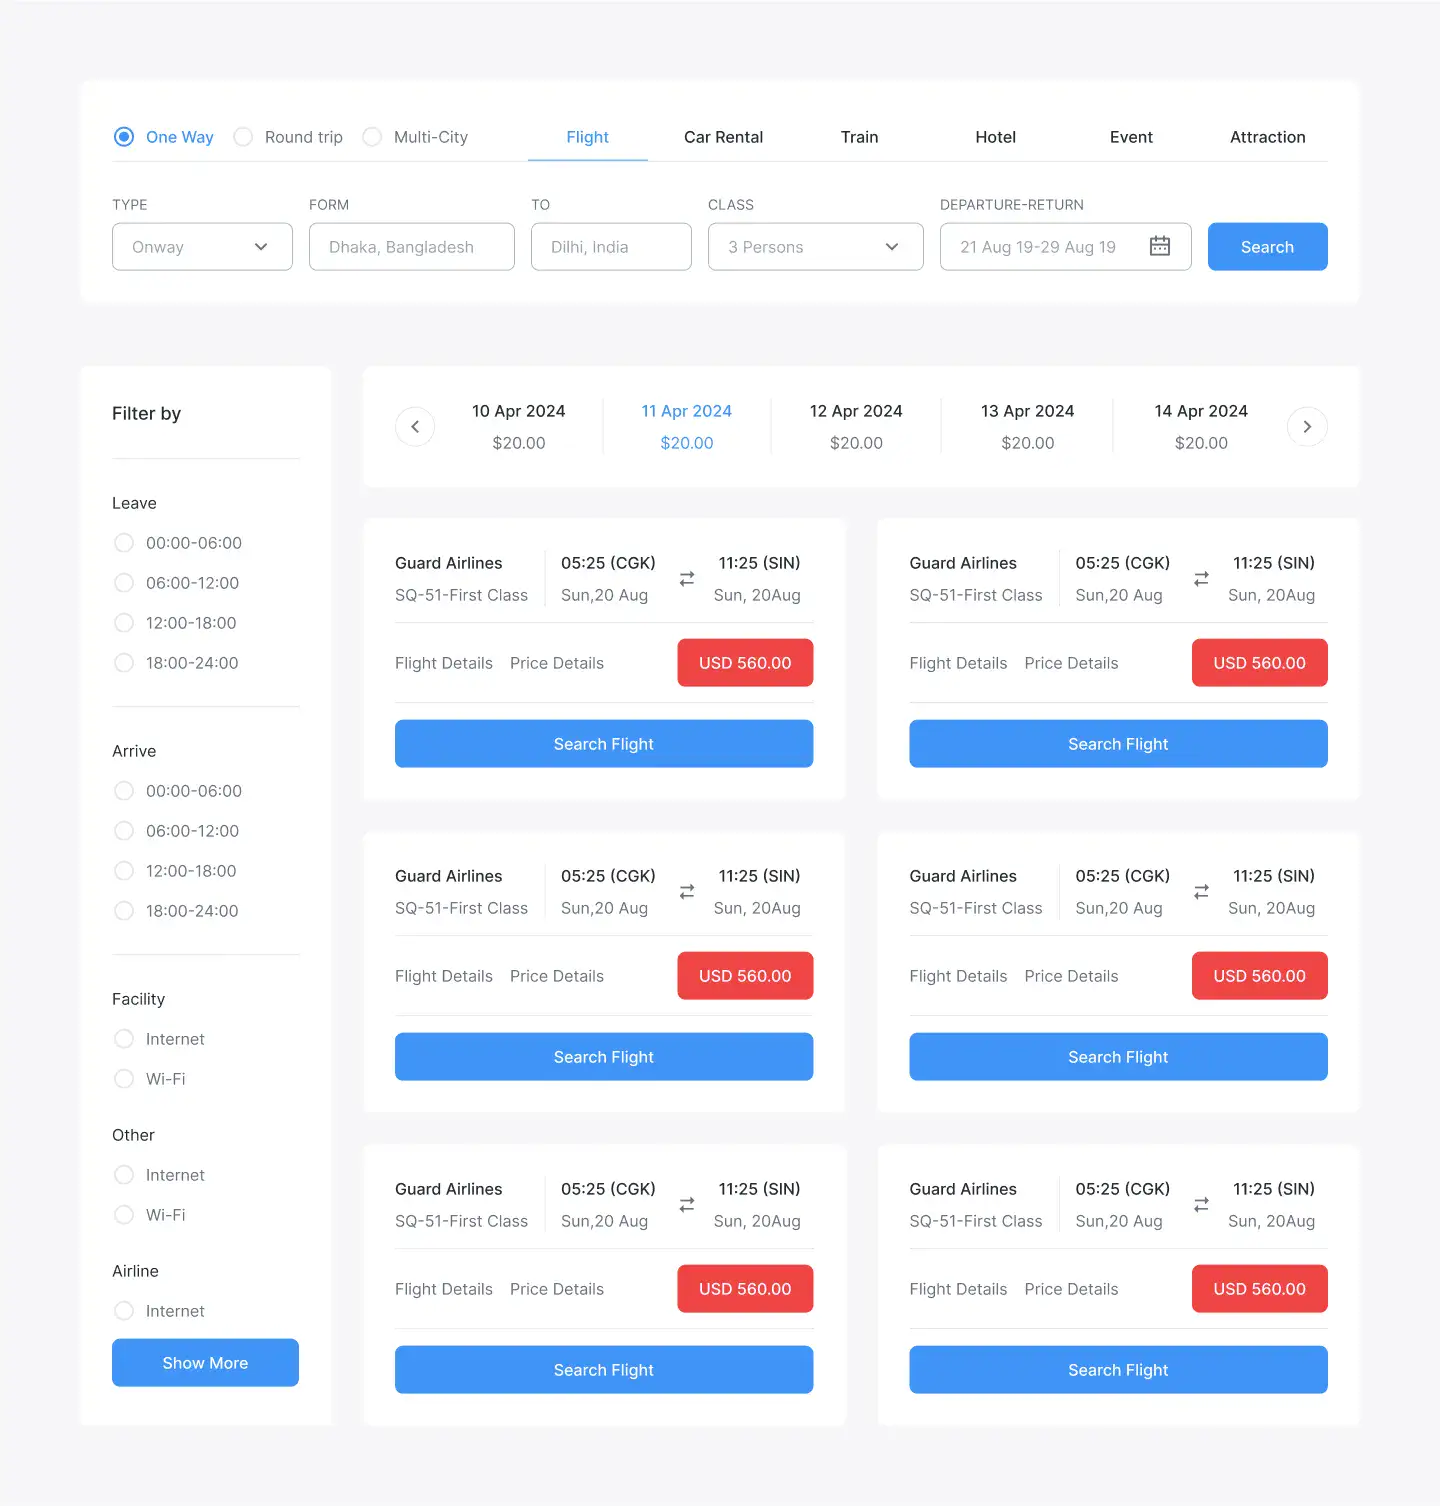 One Way Round trip Multi-City Flight Car Rental Train Hotel Event Attraction
TYPE FORM TO CLASS DEPARTURE-RETURN
Onway Dhaka, Bangladesh Dilhi, India 3 Persons 21 Aug 19-29 Aug 19 Search
Filter by
Leave
00:00-06:00
06:00-12:00
12:00-18:00
18:00-24:00
Arrive
00:00-06:00
06:00-12:00
12:00-18:00
18:00-24:00
Facility
Internet
Wi-Fi
Other
Internet
Wi-Fi
Airline
Internet
Show More
10 Apr 2024 11 Apr 2024 12 Apr 2024 13 Apr 2024 14 Apr 2024
$20.00 $20.00 $20.00 $20.00 $20.00
Guard Airlines 05:25 (CGK) 11:25 (SIN)
SQ-51-First Class Sun,20 Aug Sun, 20Aug
Flight Details Price Details USD 560.00
Search Flight
Guard Airlines 05:25 (CGK) 11:25 (SIN)
SQ-51-First Class Sun,20 Aug Sun, 20Aug
Flight Details Price Details USD 560.00
Search Flight
Guard Airlines 05:25 (CGK) 11:25 (SIN)
SQ-51-First Class Sun,20 Aug Sun, 20Aug
Flight Details Price Details USD 560.00
Search Flight
Guard Airlines 05:25 (CGK) 11:25 (SIN)
SQ-51-First Class Sun,20 Aug Sun, 20Aug
Flight Details Price Details USD 560.00
Search Flight
Guard Airlines 05:25 (CGK) 11:25 (SIN)
SQ-51-First Class Sun,20 Aug Sun, 20Aug
Flight Details Price Details USD 560.00
Search Flight
Guard Airlines 05:25 (CGK) 11:25 (SIN)
SQ-51-First Class Sun,20 Aug Sun, 20Aug
Flight Details Price Details USD 560.00
Search Flight